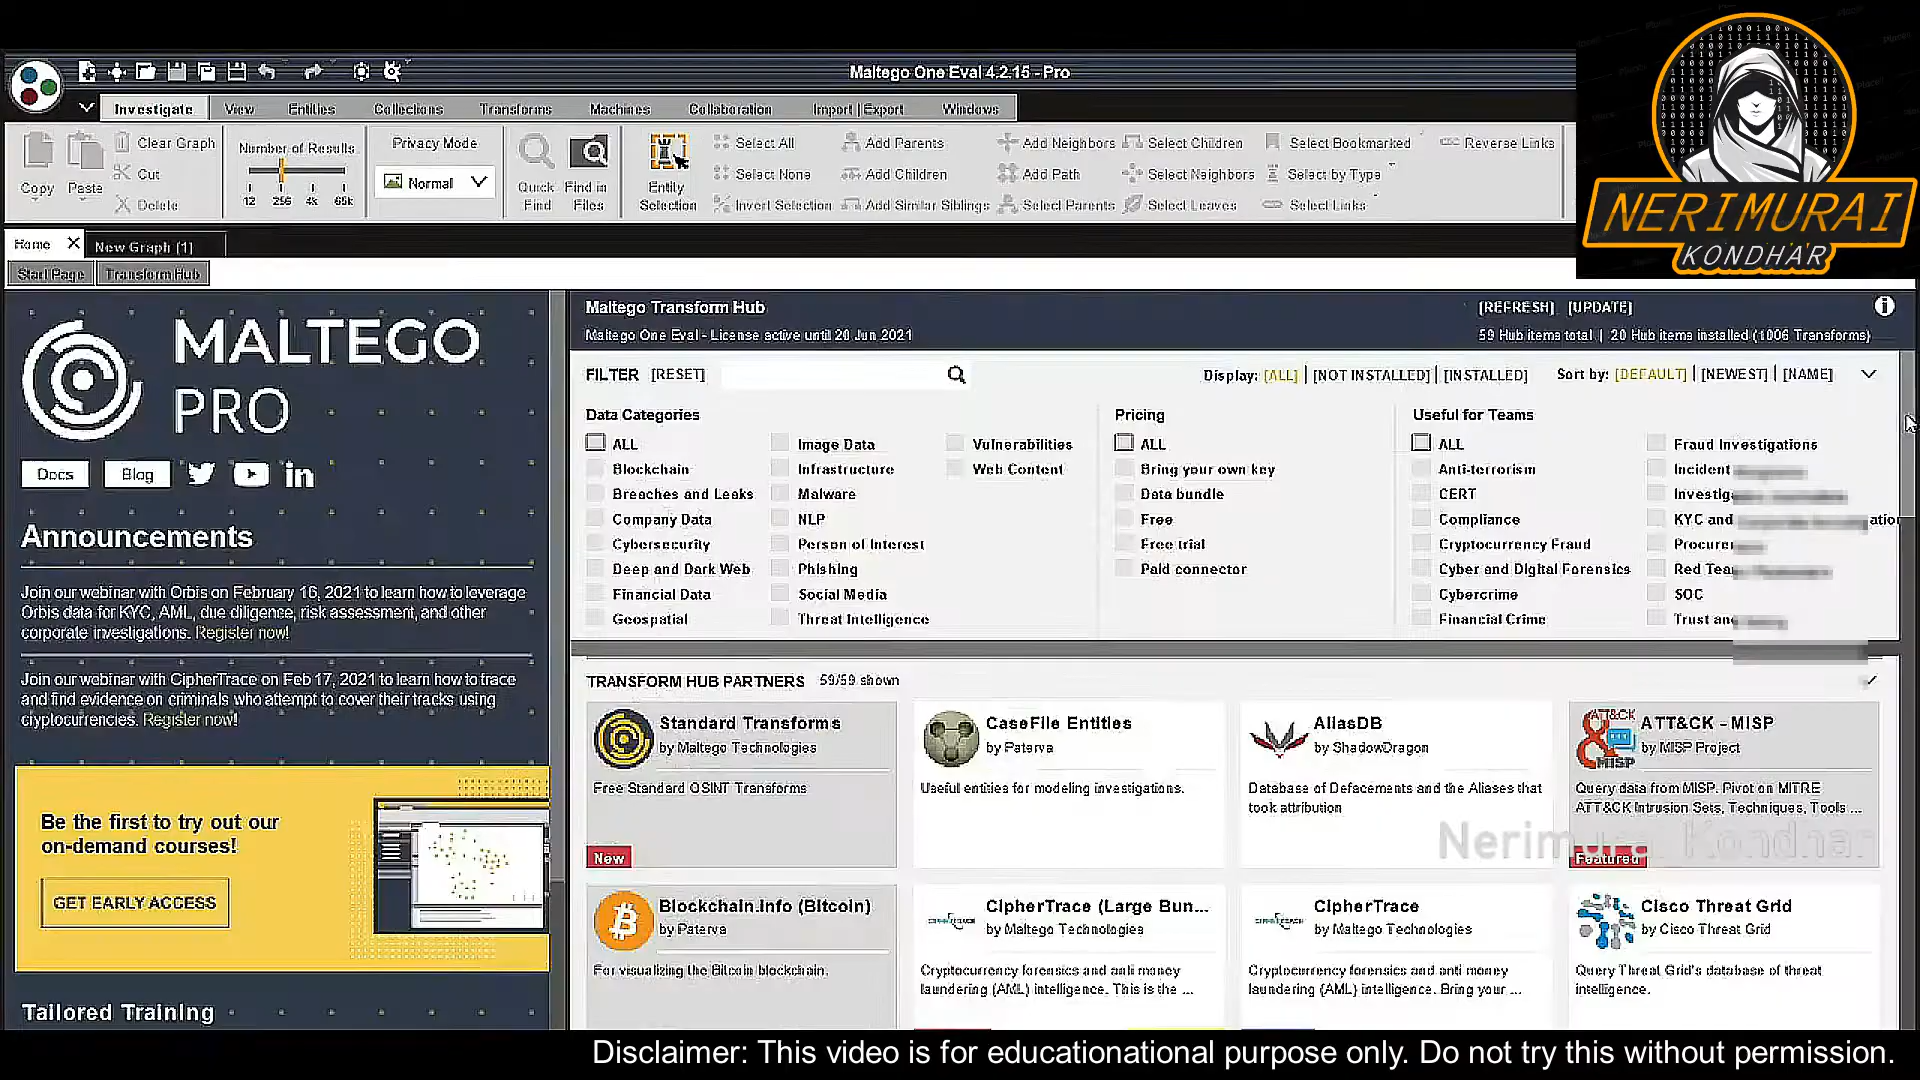 Maltego One Eval 4.2.15 - Pro
NERIMURAI
KONDHAR
Investigate View Entities Collections Transforms Machines Collaboration Import | Export Windows
Copy
Paste
Clear Graph
Cut
Delete
Number of Results
12 256 4k 65k
Privacy Mode
Normal
Quick Find
Find in Files
Entity Selection
Select All
Select None
Invert Selection
Add Parents
Add Children
Add Similar Siblings
Add Neighbors
Add Path
Select Parents
Select Children
Select Neighbors
Select Leaves
Select Bookmarked
Select by Type
Select Links
Reverse Links
Home
New Graph (1)
Start Page
Transform Hub
MALTEGO
PRO
Docs
Blog
Announcements
Join our webinar with Orbis on February 16, 2021 to learn how to leverage
Orbis data for KYC, AML, due diligence, risk assessment, and other
corporate investigations. Register now!
Join our webinar with CipherTrace on Feb 17, 2021 to learn how to trace
and find evidence on criminals who attempt to cover their tracks using
cryptocurrencies. Register now!
Be the first to try out our
on-demand courses!
GET EARLY ACCESS
Tailored Training
Maltego Transform Hub
[REFRESH] [UPDATE]
Maltego One Eval - License active until 20 Jun 2021
59 Hub items total | 20 Hub items installed (1006 Transforms)
FILTER [RESET]
Display: [ALL] | [NOT INSTALLED] | [INSTALLED]
Sort by: [DEFAULT] | [NEWEST] | [NAME]
Data Categories
ALL
Blockchain
Breaches and Leaks
Company Data
Cybersecurity
Deep and Dark Web
Financial Data
Geospatial
Image Data
Infrastructure
Malware
NLP
Person of Interest
Phishing
Social Media
Threat Intelligence
Vulnerabilities
Web Content
Pricing
ALL
Bring your own key
Data bundle
Free
Free trial
Paid connector
Useful for Teams
ALL
Anti-terrorism
CERT
Compliance
Cryptocurrency Fraud
Cyber and Digital Forensics
Cybercrime
Financial Crime
Fraud Investigations
Incident
KYC and
SOC
Trust
TRANSFORM HUB PARTNERS 59/59 shown
Standard Transforms
by Maltego Technologies
Free Standard OSINT Transforms
New
CaseFile Entities
by Paterva
Useful entities for modeling investigations.
AliasDB
by ShadowDragon
Database of Defacements and the Aliases that
took attribution
ATT&CK
MISP
ATT&CK - MISP
by MISP Project
Query data from MISP. Pivot on MITRE
ATT&CK Intrusion Sets, Techniques, Tools ...
Featured
Nerimurai Kondhar
Blockchain.info (Bitcoin)
by Paterva
For visualizing the Bitcoin blockchain.
CipherTrace (Large Bun...
by Maltego Technologies
Cryptocurrency forensics and anti money
laundering (AML) intelligence. This is the ...
CipherTrace
by Maltego Technologies
Cryptocurrency forensics and anti money
laundering (AML) intelligence. Bring your ...
Cisco Threat Grid
by Cisco Threat Grid
Query Threat Grid's database of threat
intelligence.
Disclaimer: This video is for educationational purpose only. Do not try this without permission.